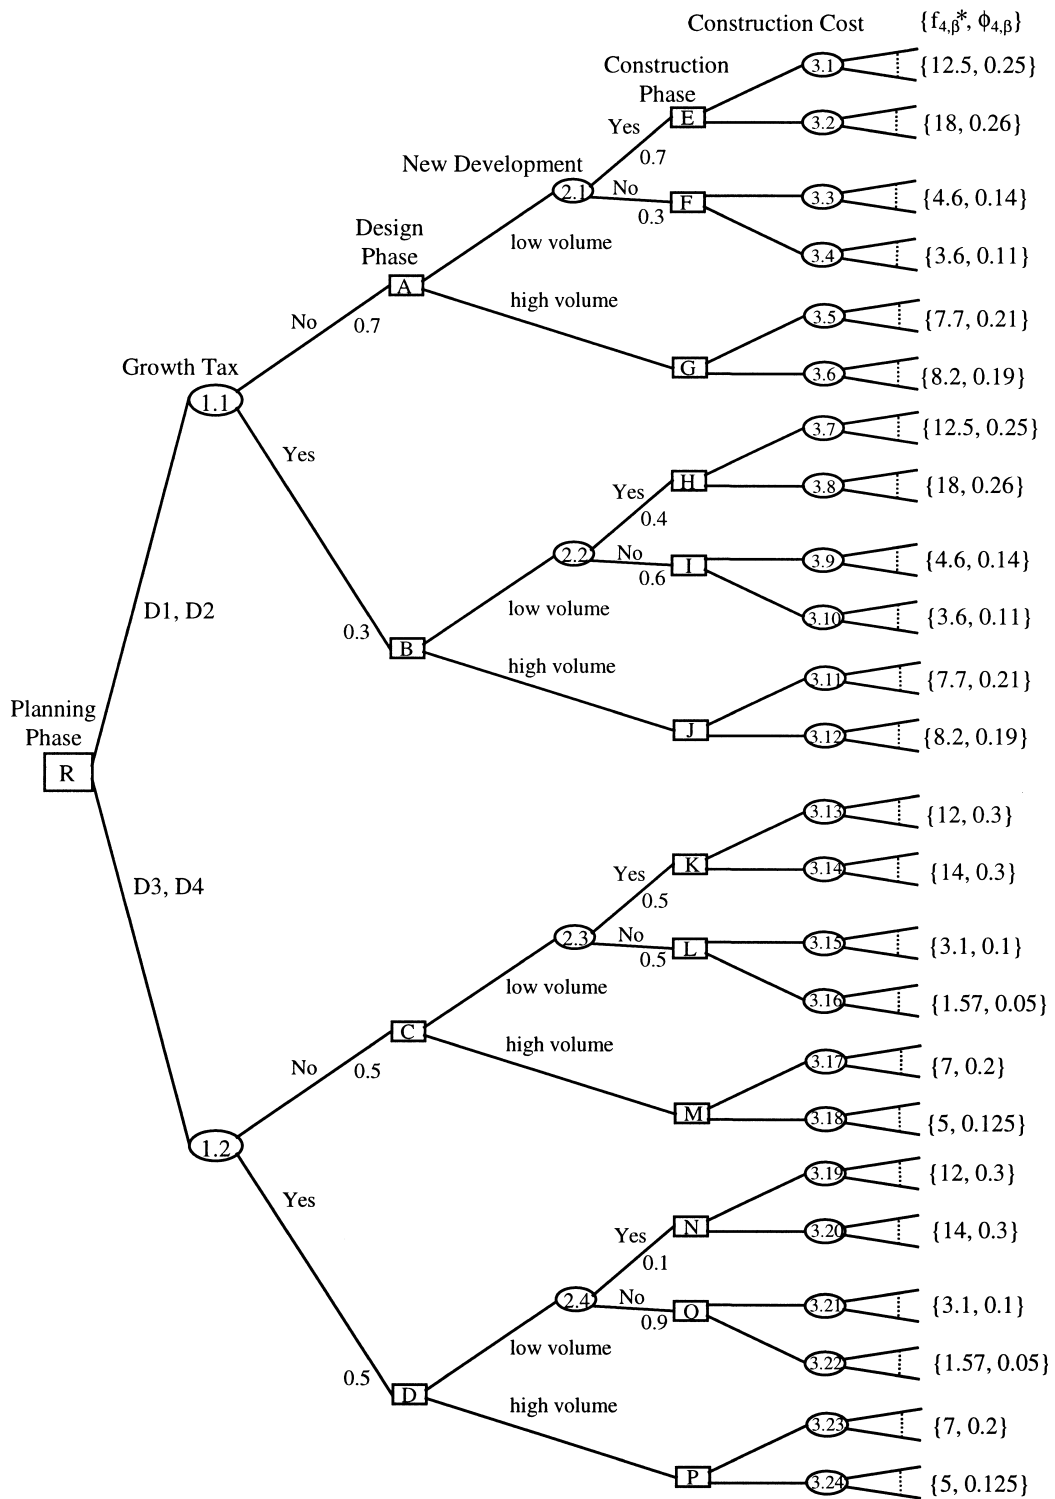 Construction Cost {f4,β*, ϕ4,β}
3.1 {12.5, 0.25}
Construction
Phase
E
Yes
0.7
3.2 {18, 0.26}
New Development
2.1
No
0.3
F
3.3 {4.6, 0.14}
low volume
3.4 {3.6, 0.11}
Design
Phase
A
high volume
3.5 {7.7, 0.21}
No
0.7
G
3.6 {8.2, 0.19}
Growth Tax
1.1
3.7 {12.5, 0.25}
Yes
H
Yes
0.4
3.8 {18, 0.26}
2.2
No
0.6
I
3.9 {4.6, 0.14}
low volume
3.10 {3.6, 0.11}
D1, D2
0.3
B
high volume
3.11 {7.7, 0.21}
J
3.12 {8.2, 0.19}
Planning
Phase
R
3.13 {12, 0.3}
K
Yes
0.5
3.14 {14, 0.3}
D3, D4
2.3
No
0.5
L
3.15 {3.1, 0.1}
low volume
3.16 {1.57, 0.05}
C
high volume
3.17 {7, 0.2}
No
0.5
M
3.18 {5, 0.125}
1.2
3.19 {12, 0.3}
Yes
N
Yes
0.1
3.20 {14, 0.3}
2.4
No
0.9
O
3.21 {3.1, 0.1}
low volume
3.22 {1.57, 0.05}
0.5
D
high volume
3.23 {7, 0.2}
P
3.24 {5, 0.125}